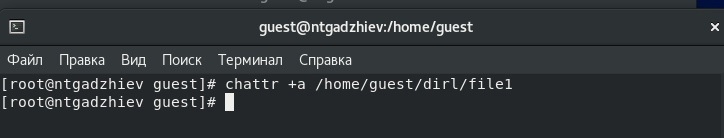 guest@ntgadzhiev:/home/guest
Файл Правка Вид Поиск Терминал Справка
[root@ntgadzhiev guest]# chattr +a /home/guest/dirl/file1
[root@ntgadzhiev guest]#